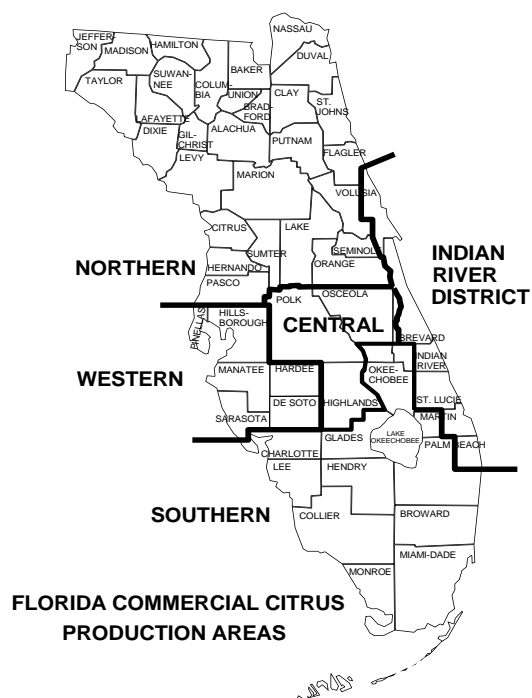 NASSAU
JEFFER-
SON
HAMILTON
MADISON
DUVAL
BAKER
TAYLOR
SUWAN-
NEE
COLUM-
BIA
UNION
CLAY
BRAD-
FORD
ST.
JOHNS
LAFAYETTE
DIXIE
GIL-
CHRIST
ALACHUA
PUTNAM
FLAGLER
LEVY
MARION
VOLUSIA
CITRUS
LAKE
SEMINOLE
SUMTER
ORANGE
HERNANDO
PASCO
NORTHERN
INDIAN
RIVER
DISTRICT
POLK
OSCEOLA
HILLS-
BOROUGH
CENTRAL
PINELLAS
BREVARD
INDIAN
RIVER
WESTERN
MANATEE
HARDEE
OKEE-
CHOBEE
DE SOTO
HIGHLANDS
ST. LUCIE
MARTIN
SARASOTA
GLADES
LAKE
OKEECHOBEE
PALM BEACH
CHARLOTTE
LEE
HENDRY
SOUTHERN
COLLIER
BROWARD
MIAMI-DADE
MONROE
FLORIDA COMMERCIAL CITRUS
PRODUCTION AREAS